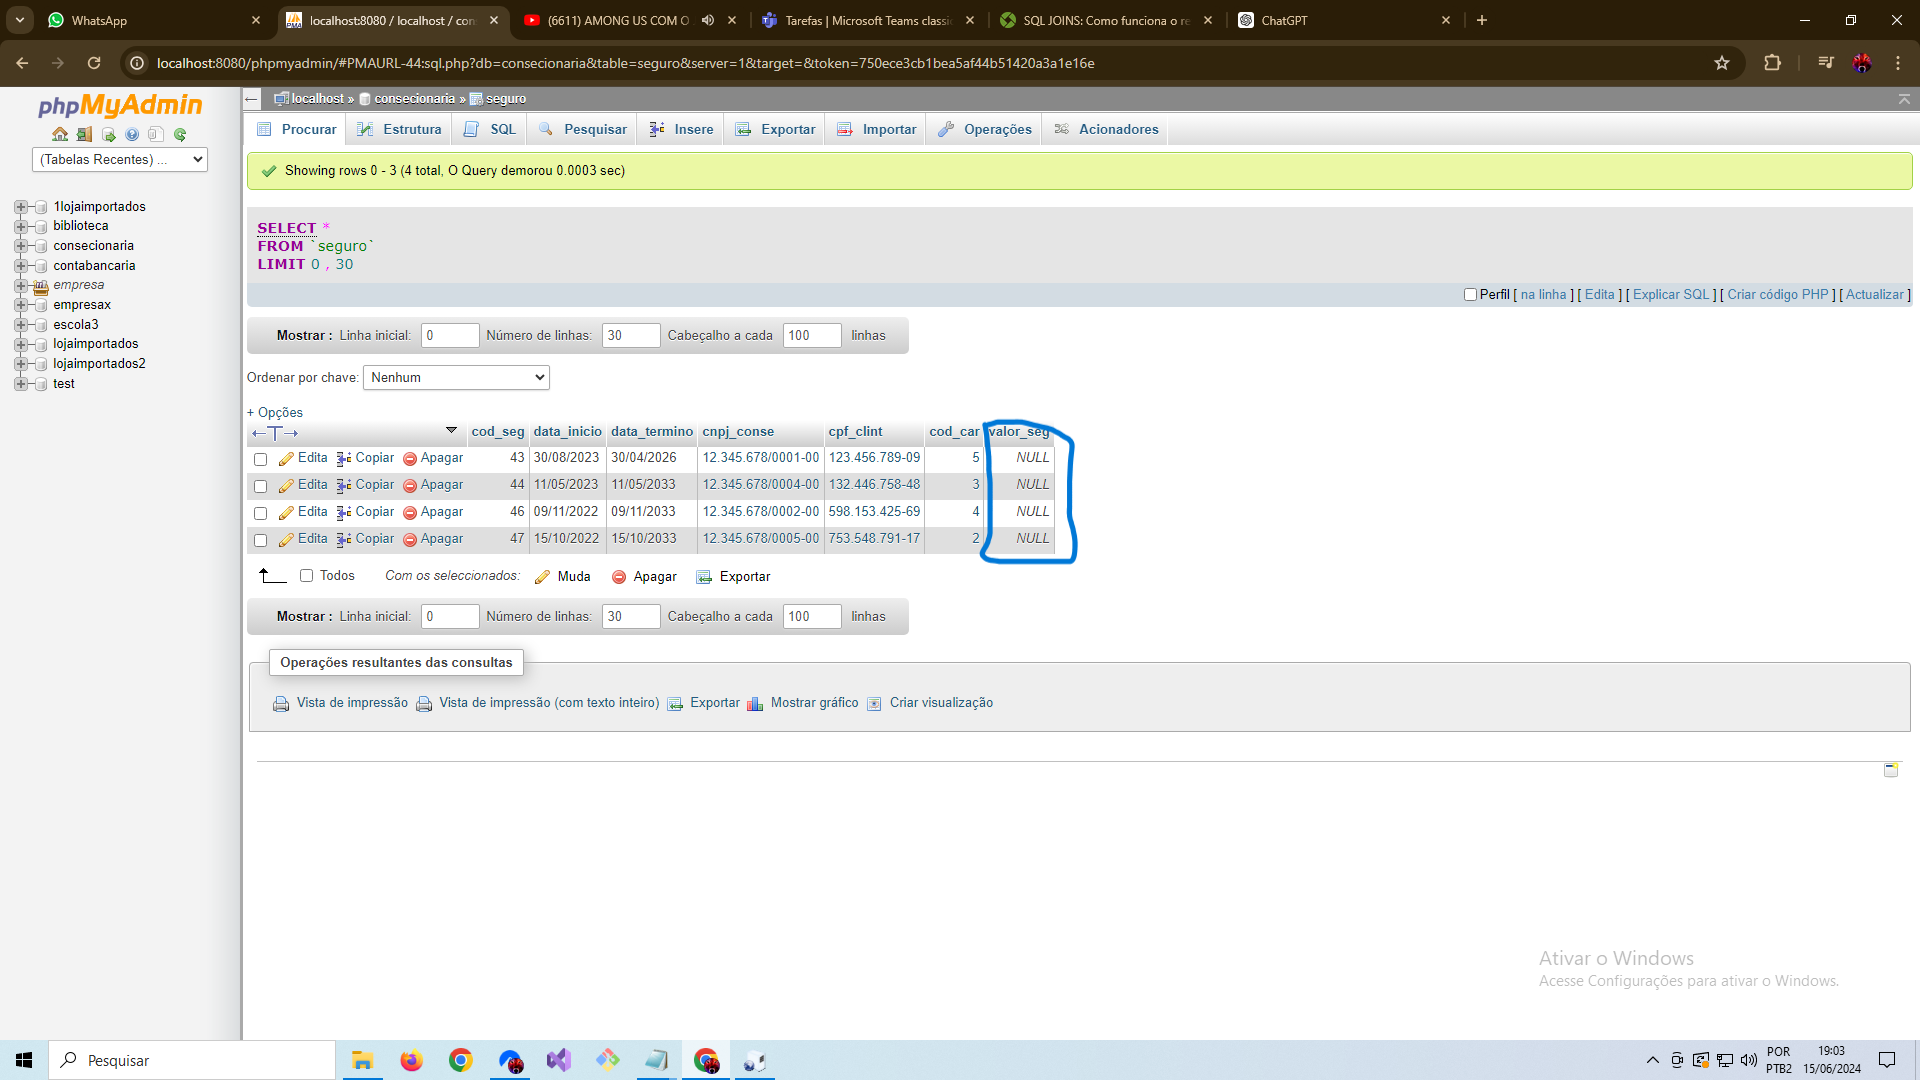 WhatsApp
localhost:8080 / localhost / con
(6611) AMONG US COM O
Tarefas | Microsoft Teams classic
SQL JOINS: Como funciona o re
ChatGPT
localhost:8080/phpmyadmin/#PMAURL-44:sql.php?db=consecionaria&table=seguro&server=1&target=&token=750ece3cb1bea5af44b51420a3a1e16e
phpMyAdmin
(Tabelas Recentes) ...
1lojaimportados
biblioteca
consecionaria
contabancaria
empresa
empresax
escola3
lojaimportados
lojaimportados2
test
localhost » consecionaria » seguro
Procurar Estrutura SQL Pesquisar Insere Exportar Importar Operações Acionadores
Showing rows 0 - 3 (4 total, O Query demorou 0.0003 sec)
SELECT *
FROM `seguro`
LIMIT 0 , 30
Perfil [ na linha ] [ Edita ] [ Explicar SQL ] [ Criar código PHP ] [ Actualizar ]
Mostrar : Linha inicial: 0 Número de linhas: 30 Cabeçalho a cada 100 linhas
Ordenar por chave: Nenhum
+ Opções
←T→ cod_seg data_inicio data_termino cnpj_conse cpf_clint cod_car valor_seg
Edita Copiar Apagar 43 30/08/2023 30/04/2026 12.345.678/0001-00 123.456.789-09 5 NULL
Edita Copiar Apagar 44 11/05/2023 11/05/2033 12.345.678/0004-00 132.446.758-48 3 NULL
Edita Copiar Apagar 46 09/11/2022 09/11/2033 12.345.678/0002-00 598.153.425-69 4 NULL
Edita Copiar Apagar 47 15/10/2022 15/10/2033 12.345.678/0005-00 753.548.791-17 2 NULL
Todos Com os seleccionados: Muda Apagar Exportar
Mostrar : Linha inicial: 0 Número de linhas: 30 Cabeçalho a cada 100 linhas
Operações resultantes das consultas
Vista de impressão Vista de impressão (com texto inteiro) Exportar Mostrar gráfico Criar visualização
Ativar o Windows
Acesse Configurações para ativar o Windows.
Pesquisar
POR
PTB2
19:03
15/06/2024